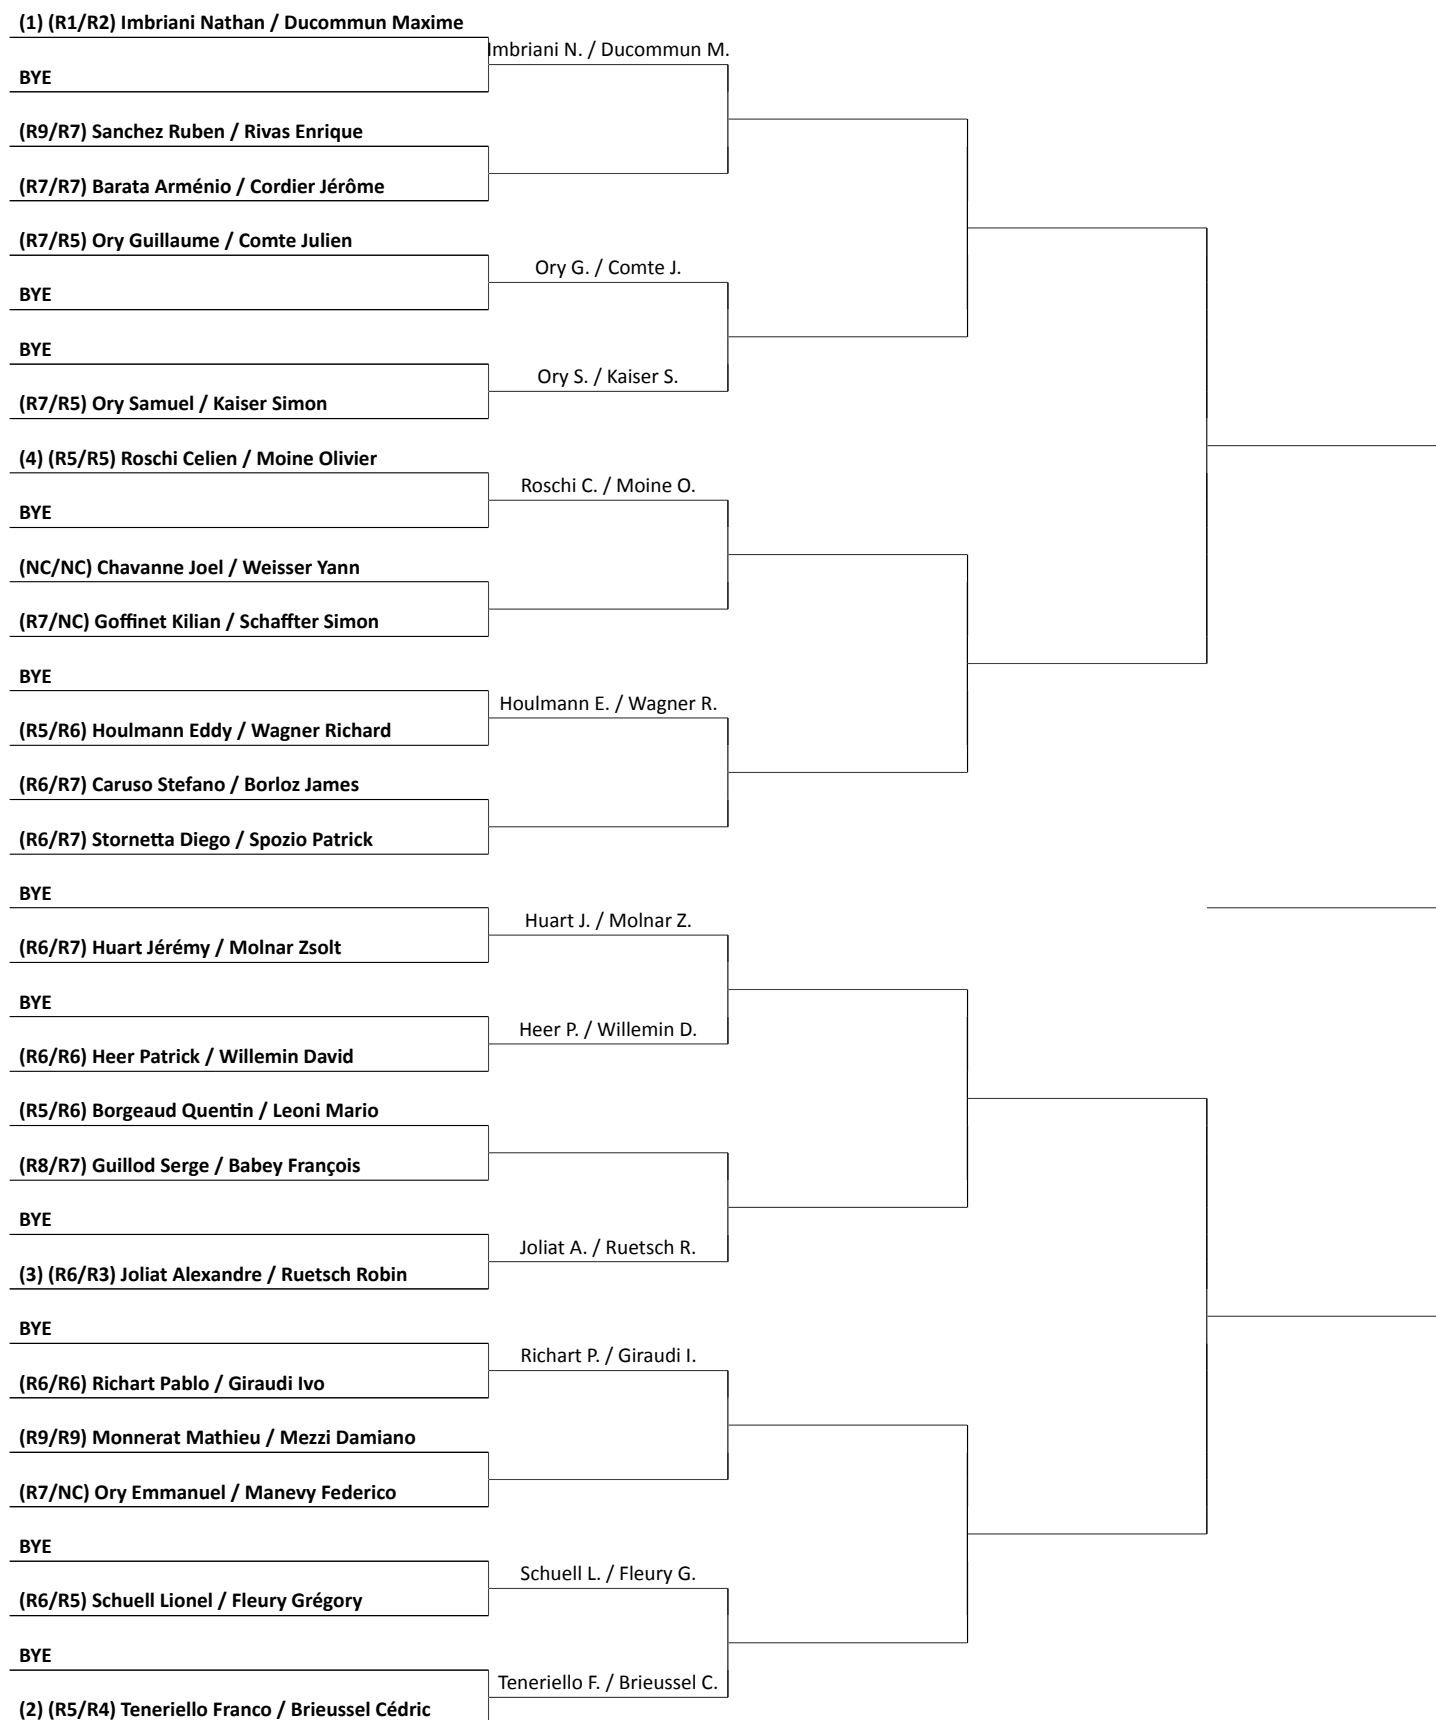 (1) (R1/R2) Imbriani Nathan / Ducommun Maxime
Imbriani N. / Ducommun M.
BYE
(R9/R7) Sanchez Ruben / Rivas Enrique
(R7/R7) Barata Arménio / Cordier Jérôme
(R7/R5) Ory Guillaume / Comte Julien
Ory G. / Comte J.
BYE
BYE
Ory S. / Kaiser S.
(R7/R5) Ory Samuel / Kaiser Simon
(4) (R5/R5) Roschi Celien / Moine Olivier
Roschi C. / Moine O.
BYE
(NC/NC) Chavanne Joel / Weisser Yann
(R7/NC) Goffinet Kilian / Schaffter Simon
BYE
Houlmann E. / Wagner R.
(R5/R6) Houlmann Eddy / Wagner Richard
(R6/R7) Caruso Stefano / Borloz James
(R6/R7) Stornetta Diego / Spozio Patrick
BYE
Huart J. / Molnar Z.
(R6/R7) Huart Jérémy / Molnar Zsolt
BYE
Heer P. / Willemin D.
(R6/R6) Heer Patrick / Willemin David
(R5/R6) Borgeaud Quentin / Leoni Mario
(R8/R7) Guillod Serge / Babey François
BYE
Joliat A. / Ruetsch R.
(3) (R6/R3) Joliat Alexandre / Ruetsch Robin
BYE
Richart P. / Giraudi I.
(R6/R6) Richart Pablo / Giraudi Ivo
(R9/R9) Monnerat Mathieu / Mezzi Damiano
(R7/NC) Ory Emmanuel / Manevy Federico
BYE
Schuell L. / Fleury G.
(R6/R5) Schuell Lionel / Fleury Grégory
BYE
Teneriello F. / Brieussel C.
(2) (R5/R4) Teneriello Franco / Brieussel Cédric